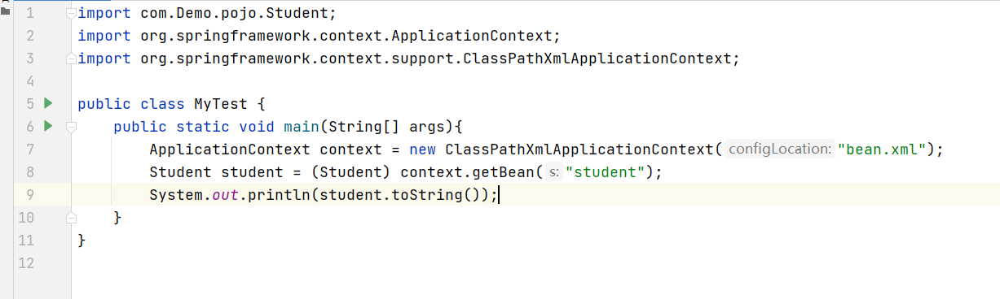 1 import com.Demo.pojo.Student;
2 import org.springframework.context.ApplicationContext;
3 import org.springframework.context.support.ClassPathXmlApplicationContext;
4
5 public class MyTest {
6     public static void main(String[] args){
7         ApplicationContext context = new ClassPathXmlApplicationContext( configLocation: "bean.xml");
8         Student student = (Student) context.getBean( s: "student");
9         System.out.println(student.toString());
10     }
11 }
12